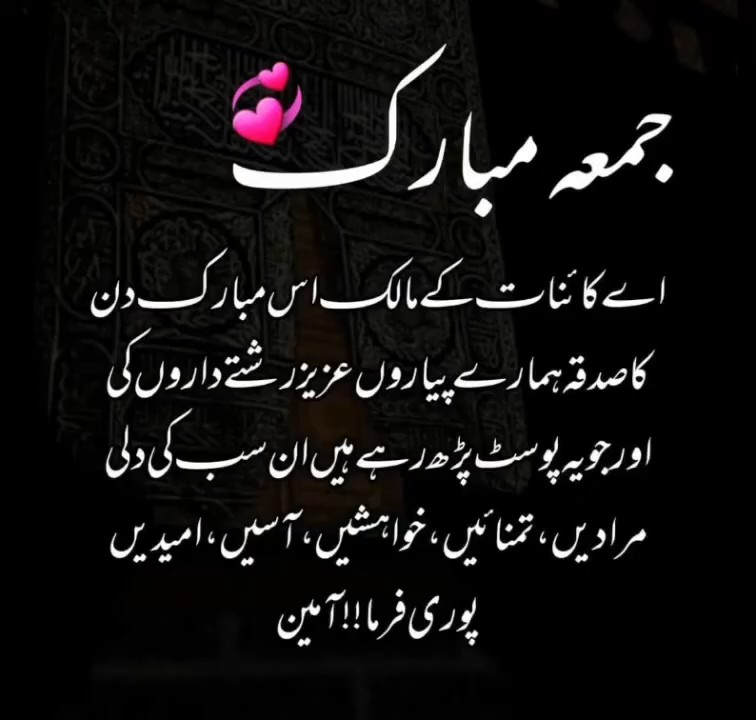 جمعہ مبارک 💞
اے کائنات کے مالک اس مبارک دن
کا صدقہ ہمارے پیاروں عزیز رشتے داروں کی
اور جو یہ پوسٹ پڑھ رہے ہیں ان سب کی دلی
مرادیں، تمنائیں، خواہشیں، آسیں، امیدیں
پوری فرما!! آمین